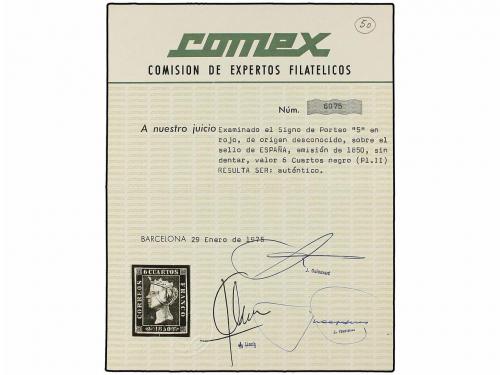 50
comex
COMISION DE EXPERTOS FILATELICOS
Núm. 6075
A nuestro juicio Examinado el Signo de Porteo "5" en
rojo, de origen desconocido, sobre el
sello de ESPAÑA, emisión de 1850, sin
dentar, valor 6 Cuartos negro (Pl.II)
RESULTA SER: auténtico.
BARCELONA 29 Enero de 1975
6 CUARTOS
CORREOS
FRANCO
1850